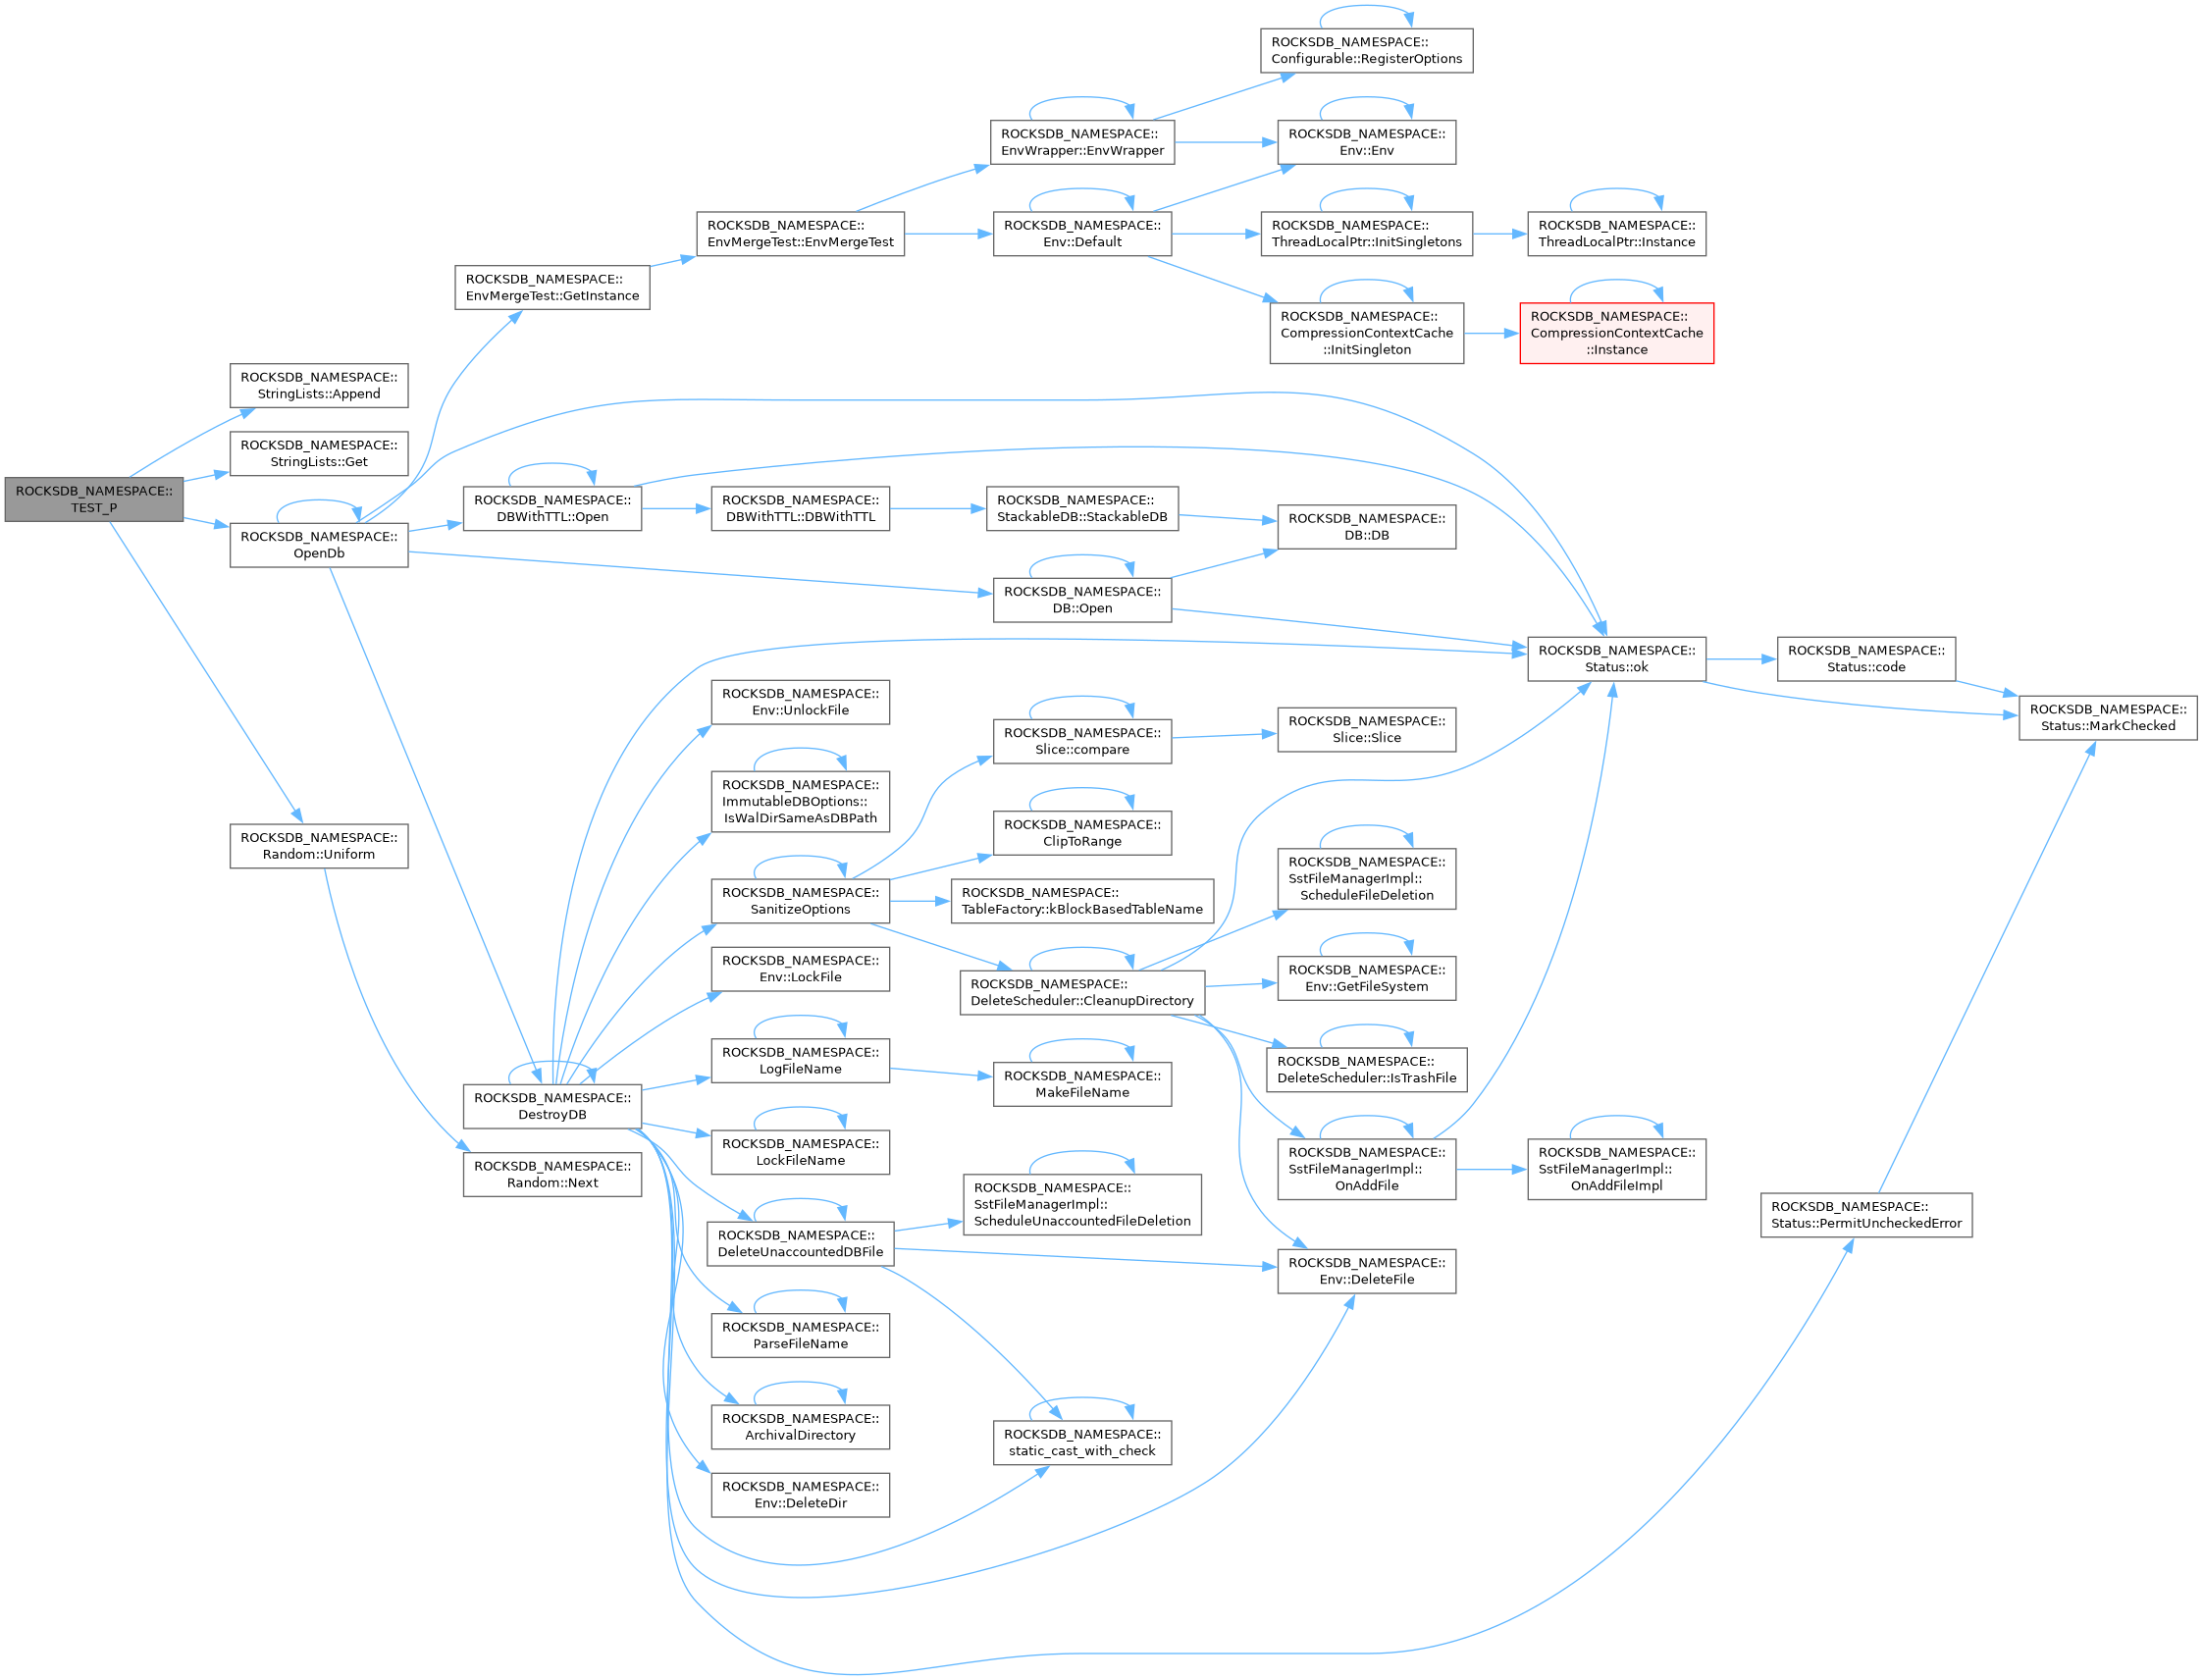 ROCKSDB_NAMESPACE::
TEST_P
ROCKSDB_NAMESPACE::
StringLists::Append
ROCKSDB_NAMESPACE::
StringLists::Get
ROCKSDB_NAMESPACE::
OpenDb
ROCKSDB_NAMESPACE::
Random::Uniform
ROCKSDB_NAMESPACE::
EnvMergeTest::GetInstance
ROCKSDB_NAMESPACE::
DBWithTTL::Open
ROCKSDB_NAMESPACE::
DestroyDB
ROCKSDB_NAMESPACE::
Random::Next
ROCKSDB_NAMESPACE::
EnvMergeTest::EnvMergeTest
ROCKSDB_NAMESPACE::
DBWithTTL::DBWithTTL
ROCKSDB_NAMESPACE::
Env::UnlockFile
ROCKSDB_NAMESPACE::
ImmutableDBOptions::
IsWalDirSameAsDBPath
ROCKSDB_NAMESPACE::
SanitizeOptions
ROCKSDB_NAMESPACE::
Env::LockFile
ROCKSDB_NAMESPACE::
LogFileName
ROCKSDB_NAMESPACE::
LockFileName
ROCKSDB_NAMESPACE::
DeleteUnaccountedDBFile
ROCKSDB_NAMESPACE::
ParseFileName
ROCKSDB_NAMESPACE::
ArchivalDirectory
ROCKSDB_NAMESPACE::
Env::DeleteDir
ROCKSDB_NAMESPACE::
EnvWrapper::EnvWrapper
ROCKSDB_NAMESPACE::
Env::Default
ROCKSDB_NAMESPACE::
StackableDB::StackableDB
ROCKSDB_NAMESPACE::
DB::Open
ROCKSDB_NAMESPACE::
Slice::compare
ROCKSDB_NAMESPACE::
ClipToRange
ROCKSDB_NAMESPACE::
TableFactory::kBlockBasedTableName
ROCKSDB_NAMESPACE::
DeleteScheduler::CleanupDirectory
ROCKSDB_NAMESPACE::
MakeFileName
ROCKSDB_NAMESPACE::
SstFileManagerImpl::
ScheduleUnaccountedFileDeletion
ROCKSDB_NAMESPACE::
static_cast_with_check
ROCKSDB_NAMESPACE::
Configurable::RegisterOptions
ROCKSDB_NAMESPACE::
Env::Env
ROCKSDB_NAMESPACE::
ThreadLocalPtr::InitSingletons
ROCKSDB_NAMESPACE::
CompressionContextCache
::InitSingleton
ROCKSDB_NAMESPACE::
DB::DB
ROCKSDB_NAMESPACE::
Slice::Slice
ROCKSDB_NAMESPACE::
SstFileManagerImpl::
ScheduleFileDeletion
ROCKSDB_NAMESPACE::
Env::GetFileSystem
ROCKSDB_NAMESPACE::
DeleteScheduler::IsTrashFile
ROCKSDB_NAMESPACE::
SstFileManagerImpl::
OnAddFile
ROCKSDB_NAMESPACE::
Env::DeleteFile
ROCKSDB_NAMESPACE::
ThreadLocalPtr::Instance
ROCKSDB_NAMESPACE::
CompressionContextCache
::Instance
ROCKSDB_NAMESPACE::
Status::ok
ROCKSDB_NAMESPACE::
SstFileManagerImpl::
OnAddFileImpl
ROCKSDB_NAMESPACE::
Status::code
ROCKSDB_NAMESPACE::
Status::PermitUncheckedError
ROCKSDB_NAMESPACE::
Status::MarkChecked